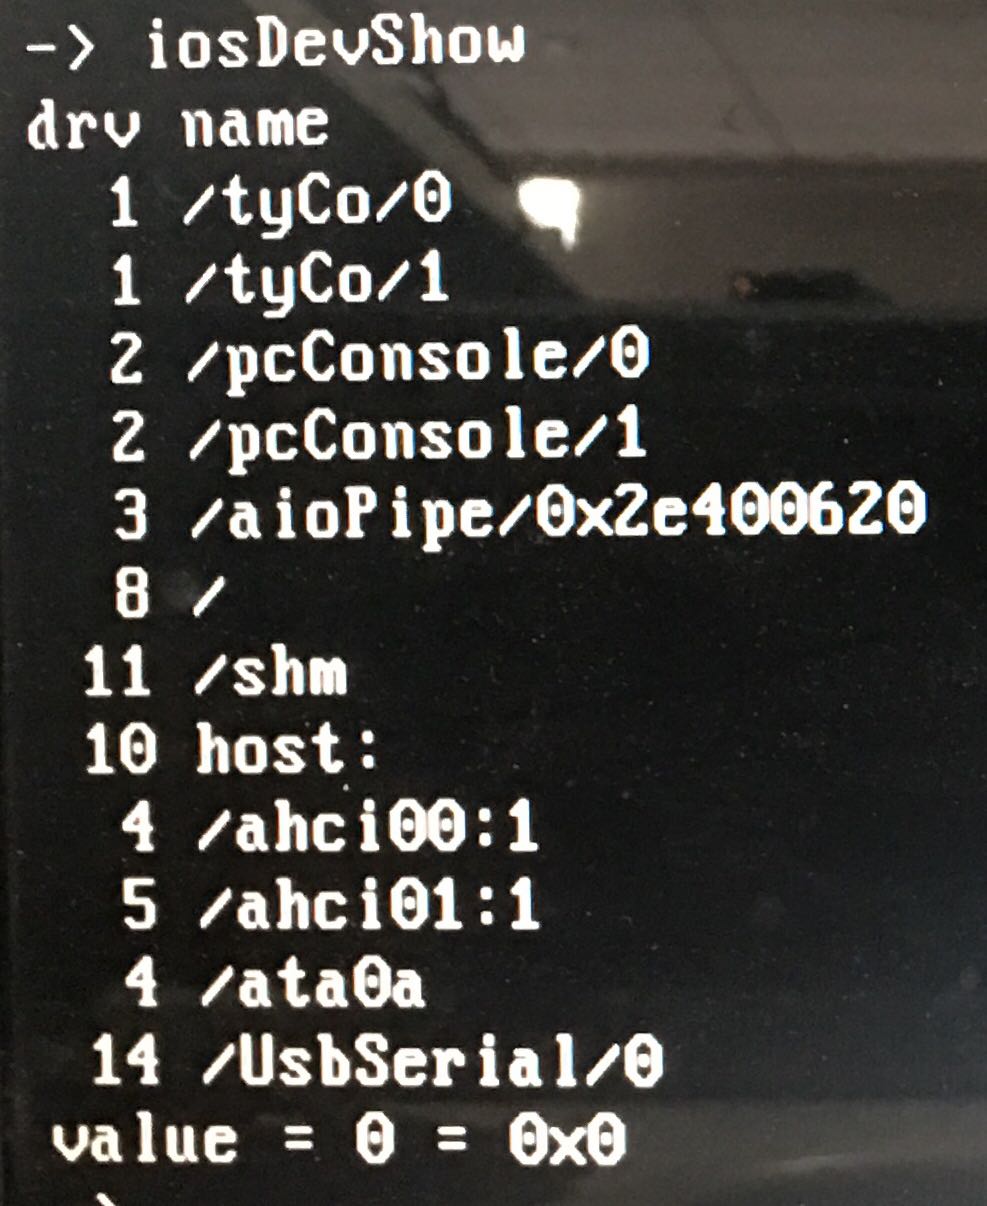 -> iosDevShow
drv name
1 /tyCo/0
1 /tyCo/1
2 /pcConsole/0
2 /pcConsole/1
3 /aioPipe/0x2e400620
8 /
11 /shm
10 host:
4 /ahci00:1
5 /ahci01:1
4 /ata0a
14 /UsbSerial/0
value = 0 = 0x0